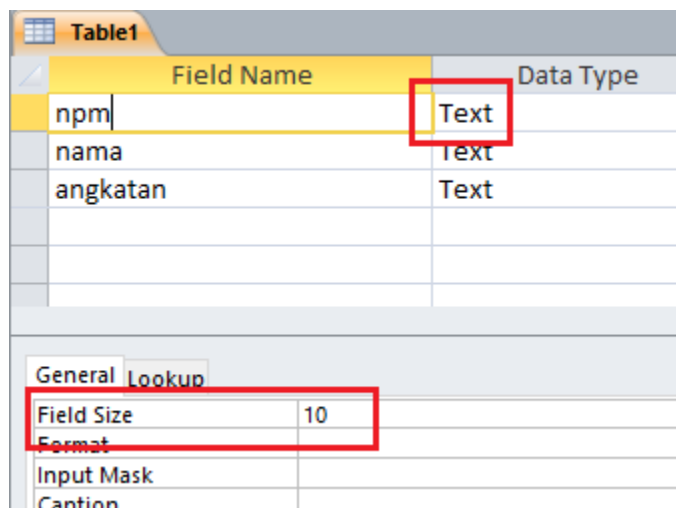 Table1
Field Name Data Type
npm Text
nama Text
angkatan Text
General Lookup
Field Size 10
Format
Input Mask
Caption